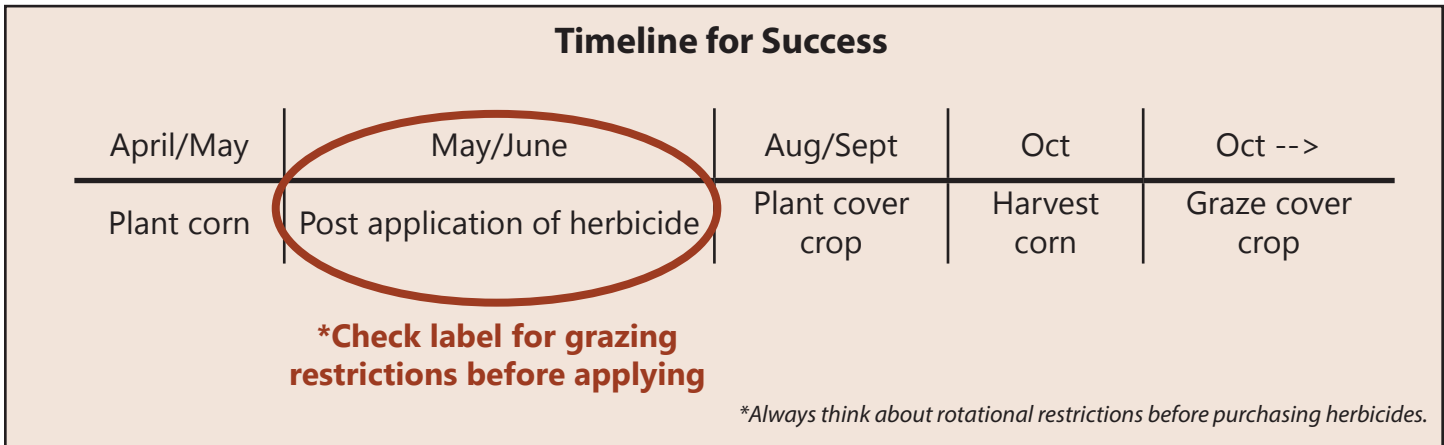 Timeline for Success
April/May
May/June
Aug/Sept
Oct
Oct -->
Plant corn
Post application of herbicide
Plant cover
crop
Harvest
corn
Graze cover
crop
*Check label for grazing
restrictions before applying
*Always think about rotational restrictions before purchasing herbicides.